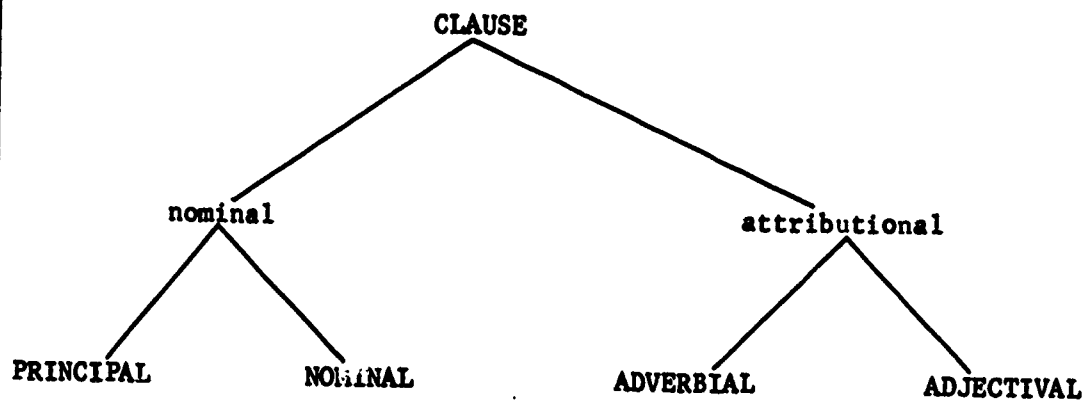 CLAUSE
nominal
attributional
PRINCIPAL
NOMINAL
ADVERBIAL
ADJECTIVAL